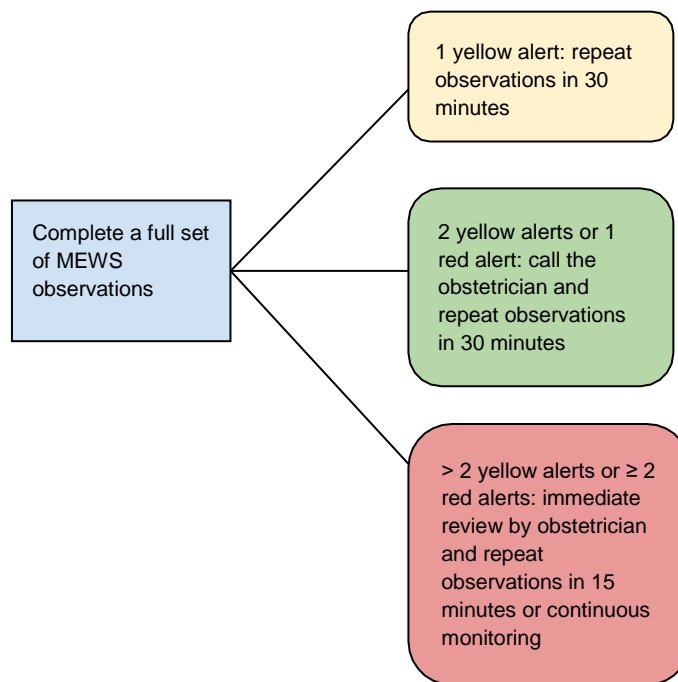 1 yellow alert: repeat
observations in 30
minutes
Complete a full set
of MEWS
observations
2 yellow alerts or 1
red alert: call the
obstetrician and
repeat observations
in 30 minutes
> 2 yellow alerts or ≥ 2
red alerts: immediate
review by obstetrician
and repeat
observations in 15
minutes or continuous
monitoring